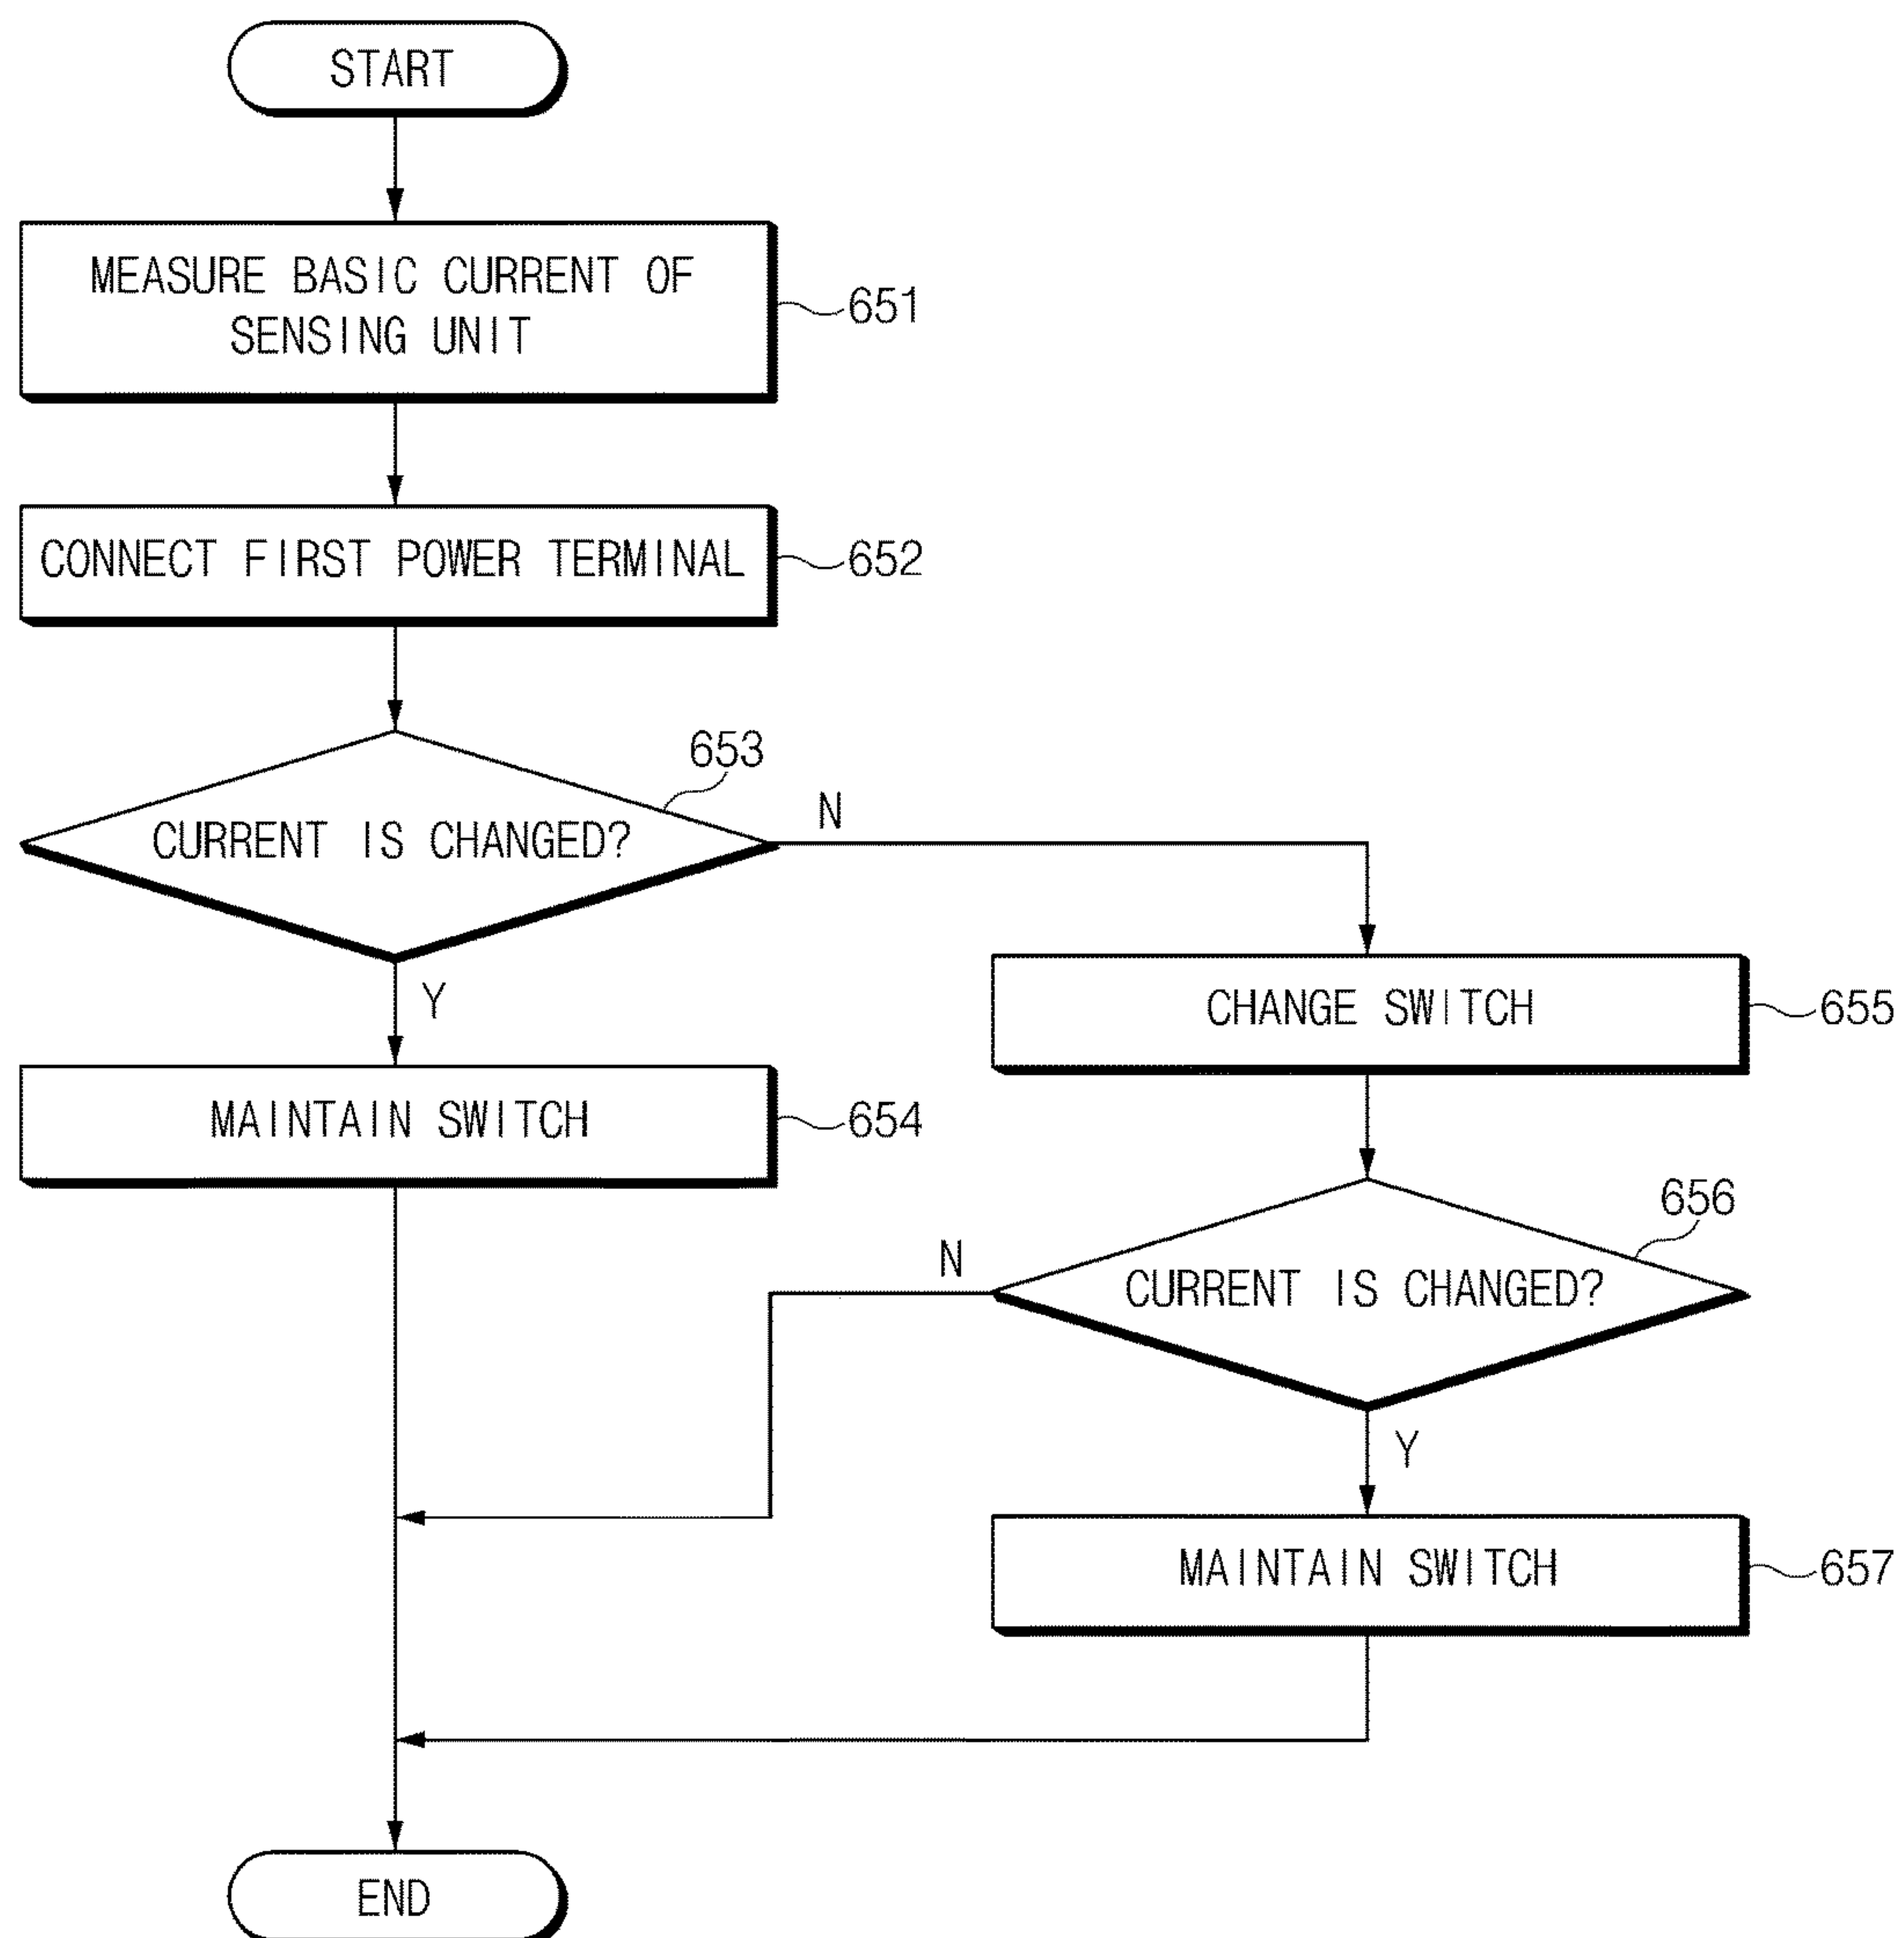 START
MEASURE BASIC CURRENT OF
SENSING UNIT
651
CONNECT FIRST POWER TERMINAL
652
653
CURRENT IS CHANGED?
N
Y
CHANGE SWITCH
655
MAINTAIN SWITCH
654
656
CURRENT IS CHANGED?
N
Y
MAINTAIN SWITCH
657
END